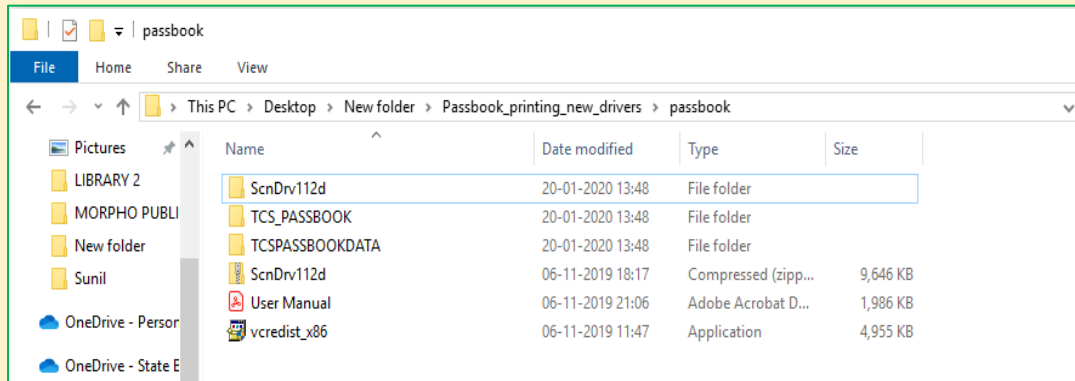 passbook
File Home Share View
This PC > Desktop > New folder > Passbook_printing_new_drivers > passbook
Name Date modified Type Size
Pictures
LIBRARY 2
MORPHO PUBLI
New folder
Sunil
OneDrive - Person
OneDrive - State E
ScnDrv112d 20-01-2020 13:48 File folder
TCS_PASSBOOK 20-01-2020 13:48 File folder
TCSPASSBOOKDATA 20-01-2020 13:48 File folder
ScnDrv112d 06-11-2019 18:17 Compressed (zipp... 9,646 KB
User Manual 06-11-2019 21:06 Adobe Acrobat D... 1,986 KB
vcredist_x86 06-11-2019 11:47 Application 4,955 KB